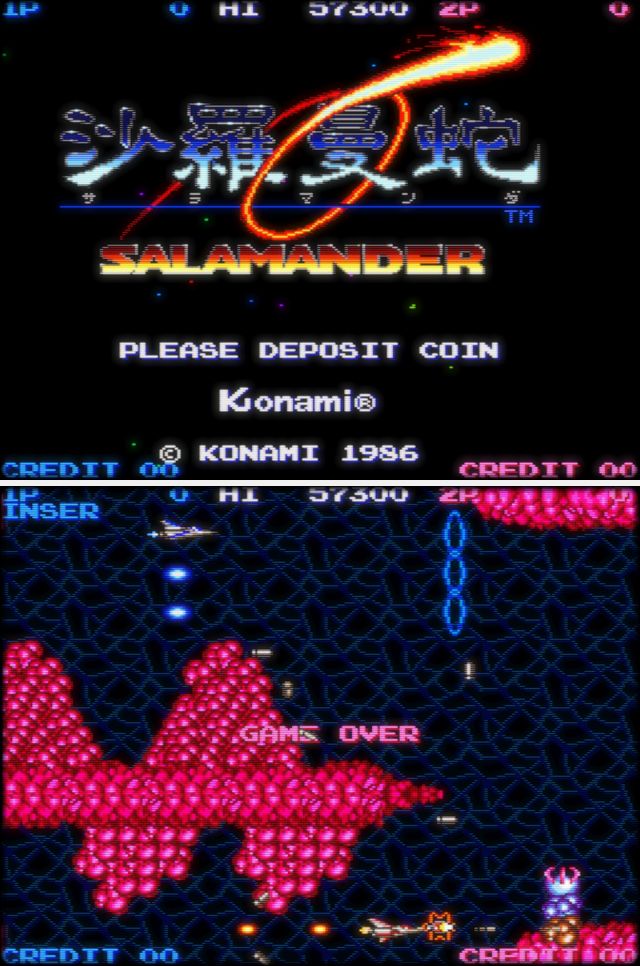 1P 0 HI 57300 2P 0
沙羅曼蛇
サ ラ マ ン ダ
TM
SALAMANDER
PLEASE DEPOSIT COIN
Konami®
© KONAMI 1986
CREDIT 00 CREDIT 00
1P 0 HI 57300 2P 0
INSER
GAME OVER
CREDIT 00 CREDIT 00